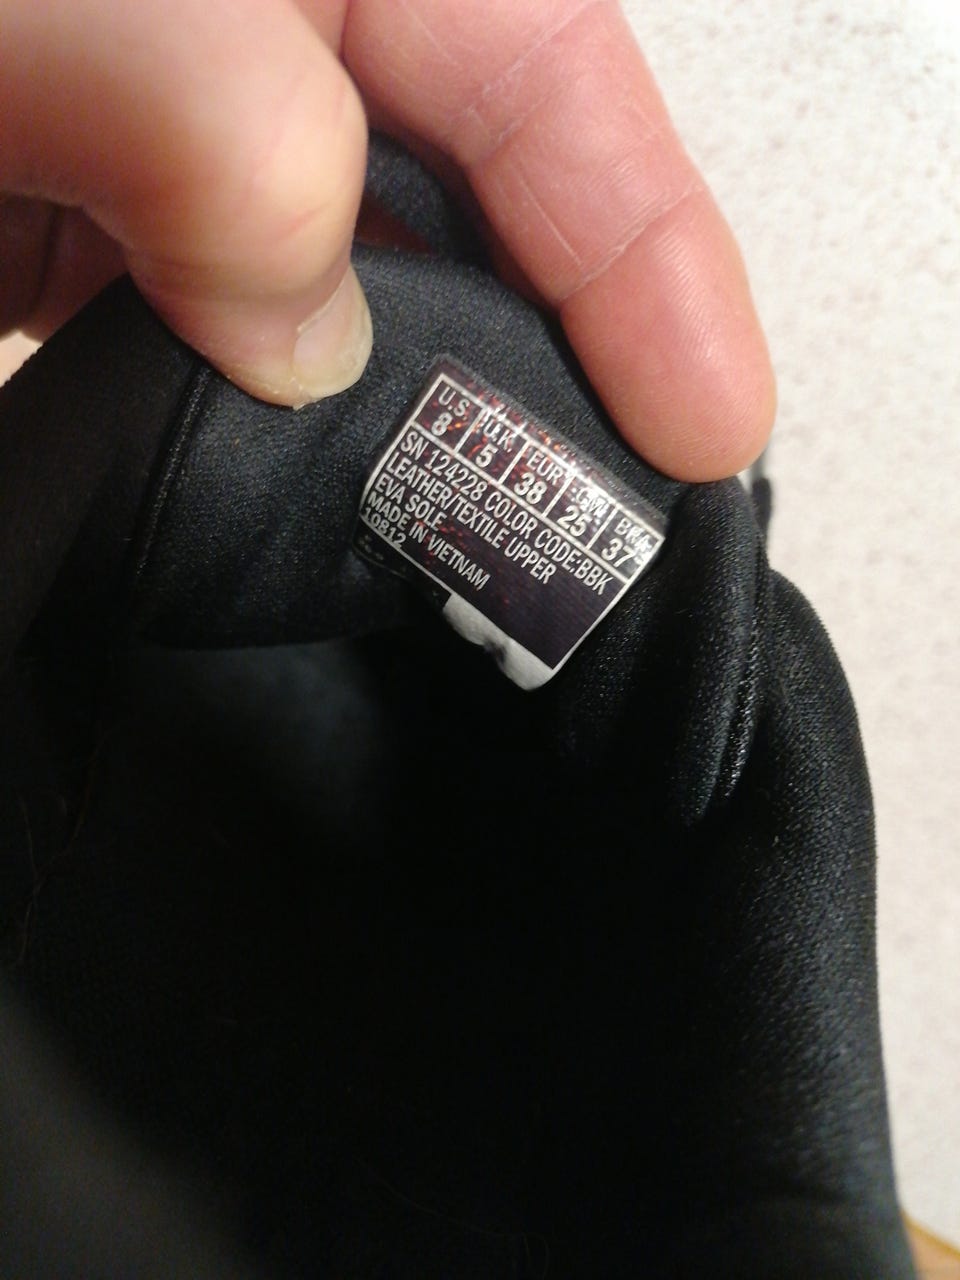 U.S. U.K. EUR CM BRA
8 5 38 25 37
SN 124228 COLOR CODE:BBK
LEATHER/TEXTILE UPPER
EVA SOLE
MADE IN VIETNAM
10812